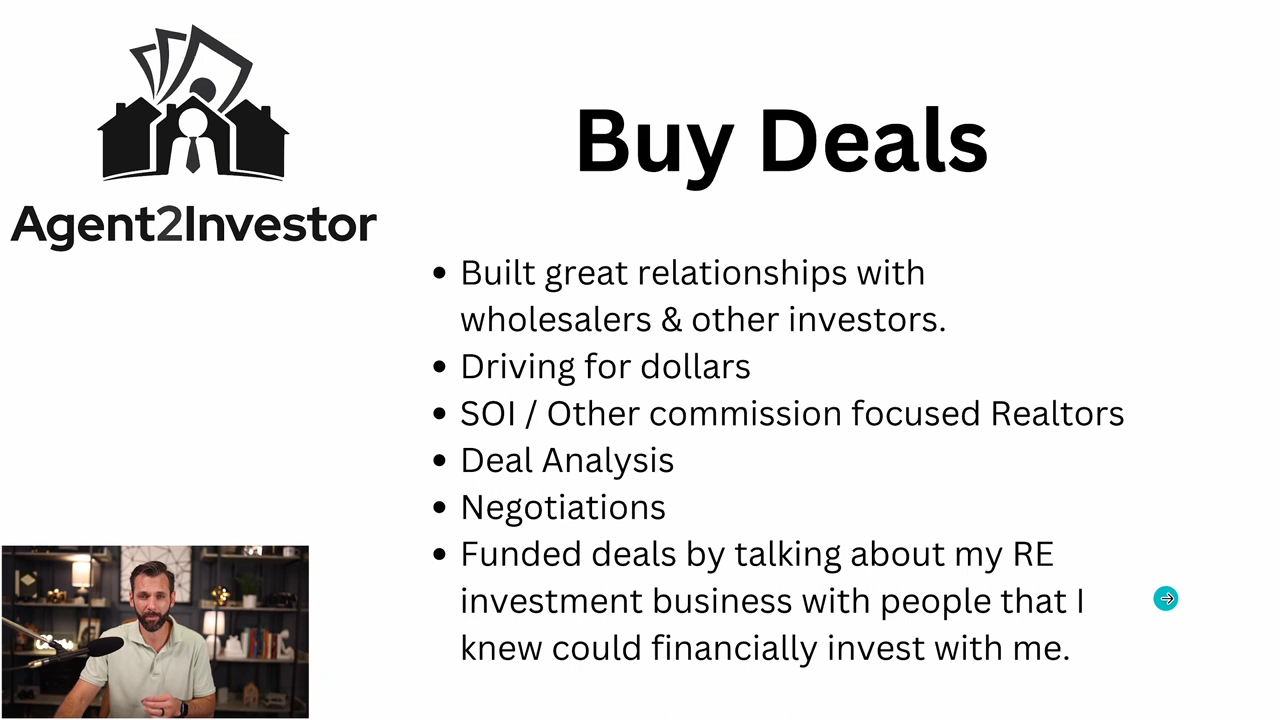 Agent2Investor
Buy Deals
• Built great relationships with
wholesalers & other investors.
• Driving for dollars
• SOI / Other commission focused Realtors
• Deal Analysis
• Negotiations
• Funded deals by talking about my RE
investment business with people that I
knew could financially invest with me.